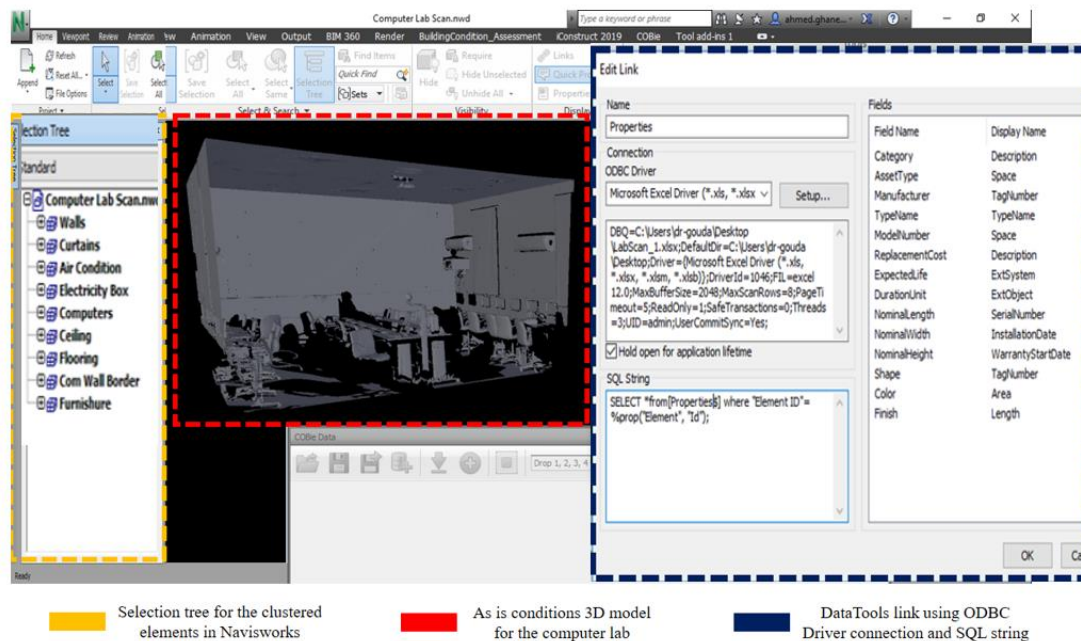 Computer Lab Scan.nwd
Type a keyword or phrase
ahmed.ghane...
Home Viewpoint Review Animation Animation View Output BIM 360 Render BuildingCondition_Assessment iConstruct 2019 COBie Tool add-ins 1
Append
Refresh
Reset All...
File Options
Project
Select
Save Selection
Select All
Save Selection
Select All
Select Same
Selection Tree
Select & Search
Find Items
Quick Find
Sets
Hide
Require
Hide Unselected
Unhide All
Visibility
Links
Quick Pro
Properties
Display
Selection Tree
lection Tree
Standard
Computer Lab Scan.nw
Walls
Curtains
Air Condition
Electricity Box
Computers
Ceiling
Flooring
Com Wall Border
Furnishure
Ready
COBie Data
Drop 1, 2, 3, 4
Edit Link
Name
Properties
Connection
ODBC Driver
Microsoft Excel Driver (*.xls, *.xlsx
Setup...
DBQ=C:\Users\dr-gouda\Desktop
\LabScan_1.xlsx;DefaultDir=C:\Users\dr-gouda
\Desktop;Driver={Microsoft Excel Driver (*.xls,
*.xlsx, *.xlsm, *.xlsb)};DriverId=1046;FIL=excel
12.0;MaxBufferSize=2048;MaxScanRows=8;PageTi
meout=5;ReadOnly=1;SafeTransactions=0;Threads
=3;UID=admin;UserCommitSync=Yes;
Hold open for application lifetime
SQL String
SELECT *from[Properties$] where "Element ID"=
%prop("Element", "Id");
Fields
Field Name Display Name
Category Description
AssetType Space
Manufacturer TagNumber
TypeName TypeName
ModelNumber Space
ReplacementCost Description
ExpectedLife ExtSystem
DurationUnit ExtObject
NominalLength SerialNumber
NominalWidth InstallationDate
NominalHeight WarrantyStartDate
Shape TagNumber
Color Area
Finish Length
OK Ca
Selection tree for the clustered
elements in Navisworks
As is conditions 3D model
for the computer lab
DataTools link using ODBC
Driver connection and SQL string